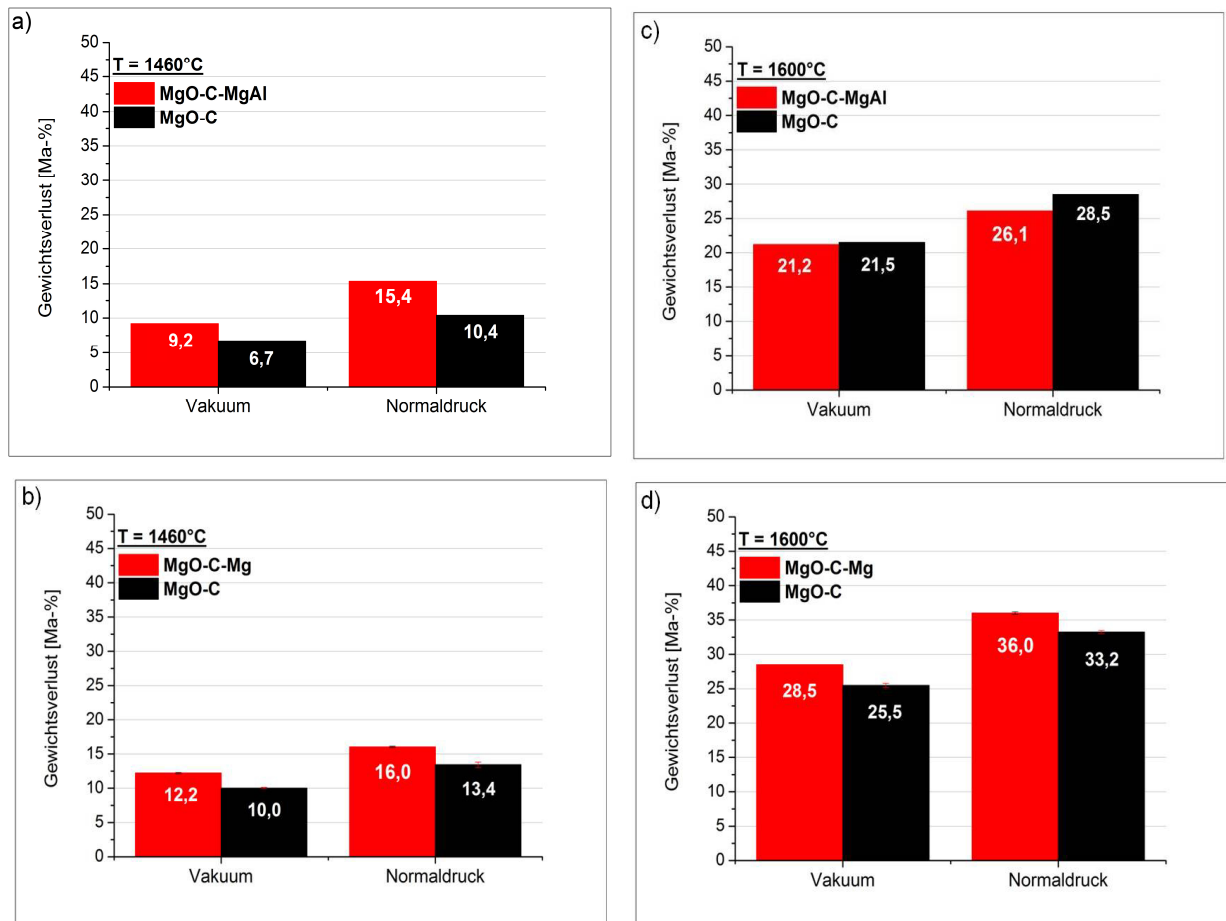 a)
Gewichtsverlust [Ma-%]
50
45
40
35
30
25
20
15
10
5
0
T = 1460°C
MgO-C-MgAl
MgO-C
9,2
6,7
15,4
10,4
Vakuum
Normaldruck
c)
Gewichtsverlust [Ma-%]
50
45
40
35
30
25
20
15
10
5
0
T = 1600°C
MgO-C-MgAl
MgO-C
21,2
21,5
26,1
28,5
Vakuum
Normaldruck
b)
Gewichtsverlust [Ma-%]
50
45
40
35
30
25
20
15
10
5
0
T = 1460°C
MgO-C-Mg
MgO-C
12,2
10,0
16,0
13,4
Vakuum
Normaldruck
d)
Gewichtsverlust [Ma-%]
50
45
40
35
30
25
20
15
10
5
0
T = 1600°C
MgO-C-Mg
MgO-C
28,5
25,5
36,0
33,2
Vakuum
Normaldruck